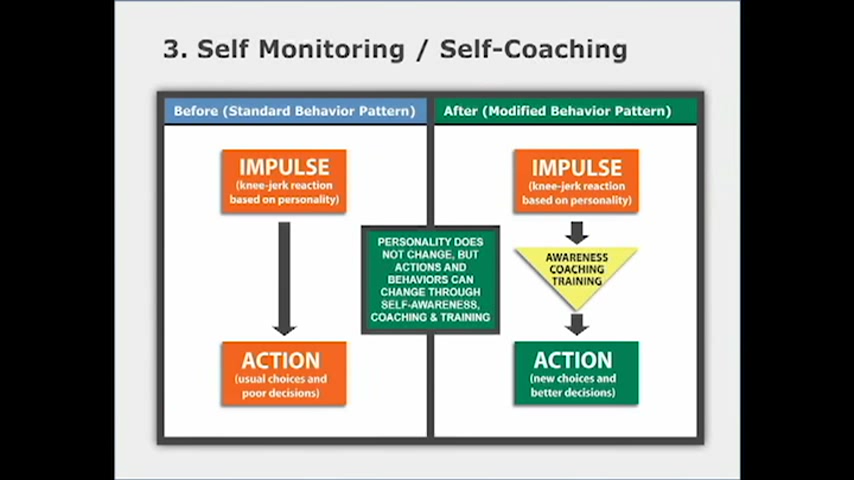 3. Self Monitoring / Self-Coaching
Before (Standard Behavior Pattern)
IMPULSE
(knee-jerk reaction
based on personality)
ACTION
(usual choices and
poor decisions)
PERSONALITY DOES
NOT CHANGE, BUT
ACTIONS AND
BEHAVIORS CAN
CHANGE THROUGH
SELF-AWARENESS,
COACHING & TRAINING
After (Modified Behavior Pattern)
IMPULSE
(knee-jerk reaction
based on personality)
AWARENESS
COACHING
TRAINING
ACTION
(new choices and
better decisions)